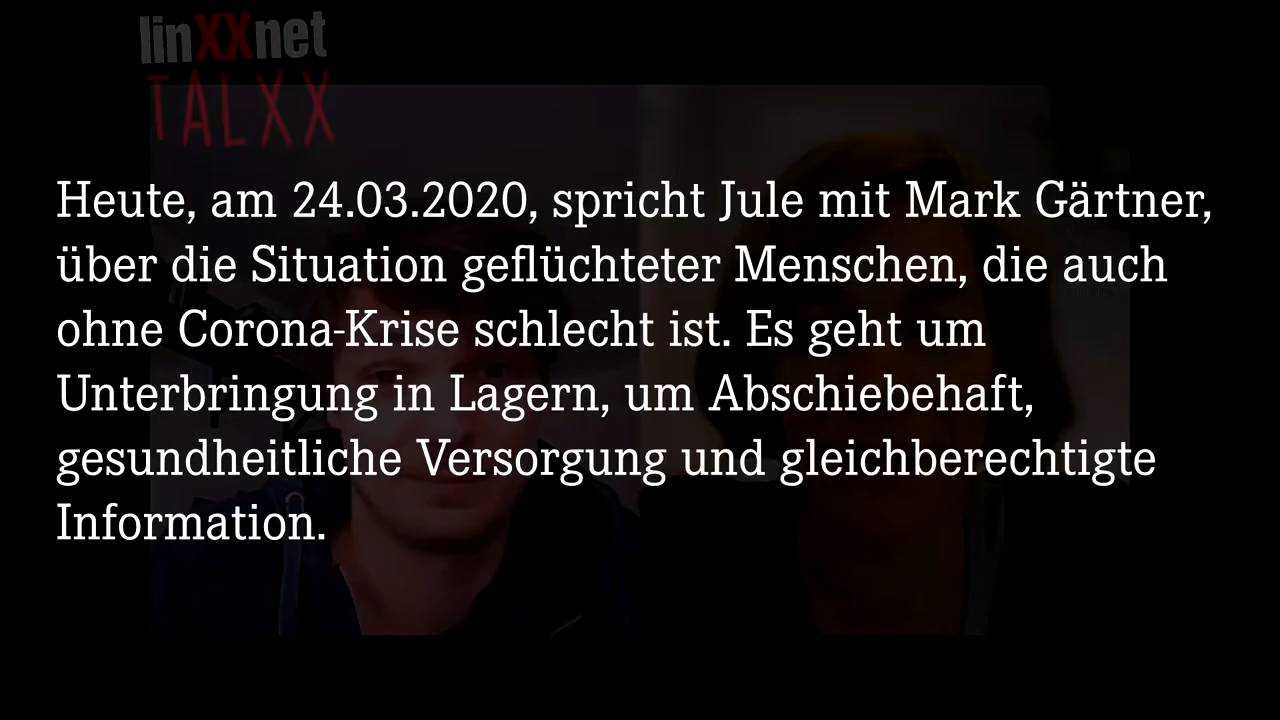 linXXnet
TALXX
Heute, am 24.03.2020, spricht Jule mit Mark Gärtner,
über die Situation geflüchteter Menschen, die auch
ohne Corona-Krise schlecht ist. Es geht um
Unterbringung in Lagern, um Abschiebehaft,
gesundheitliche Versorgung und gleichberechtigte
Information.